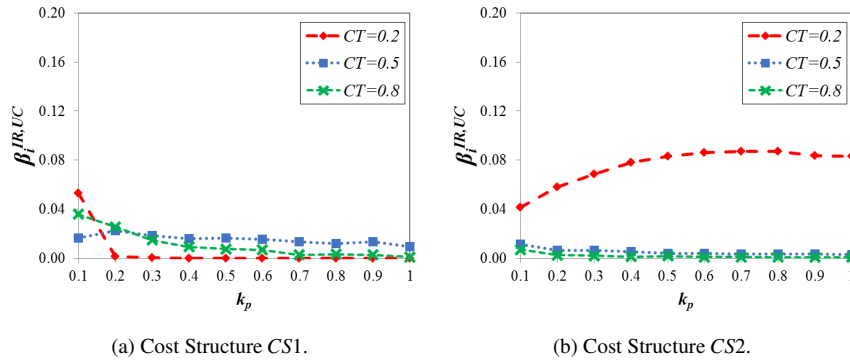 0.20
0.16
0.12
0.08
0.04
0.00
β_i^{IR,UC}
CT=0.2
CT=0.5
CT=0.8
0.1 0.2 0.3 0.4 0.5 0.6 0.7 0.8 0.9 1
k_p
(a) Cost Structure CS1.
0.20
0.16
0.12
0.08
0.04
0.00
β_i^{IR,UC}
CT=0.2
CT=0.5
CT=0.8
0.1 0.2 0.3 0.4 0.5 0.6 0.7 0.8 0.9 1
k_p
(b) Cost Structure CS2.